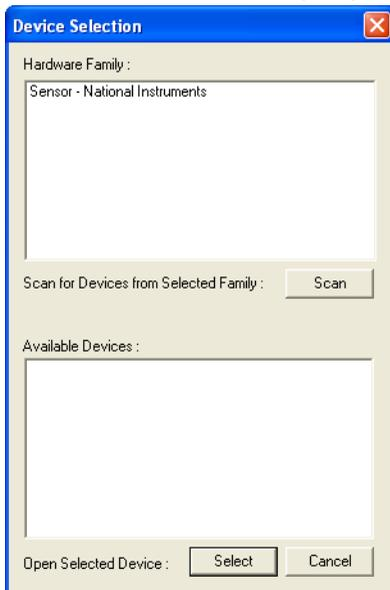 Device Selection
Hardware Family :
Sensor - National Instruments
Scan for Devices from Selected Family : Scan
Available Devices :
Open Selected Device : Select Cancel